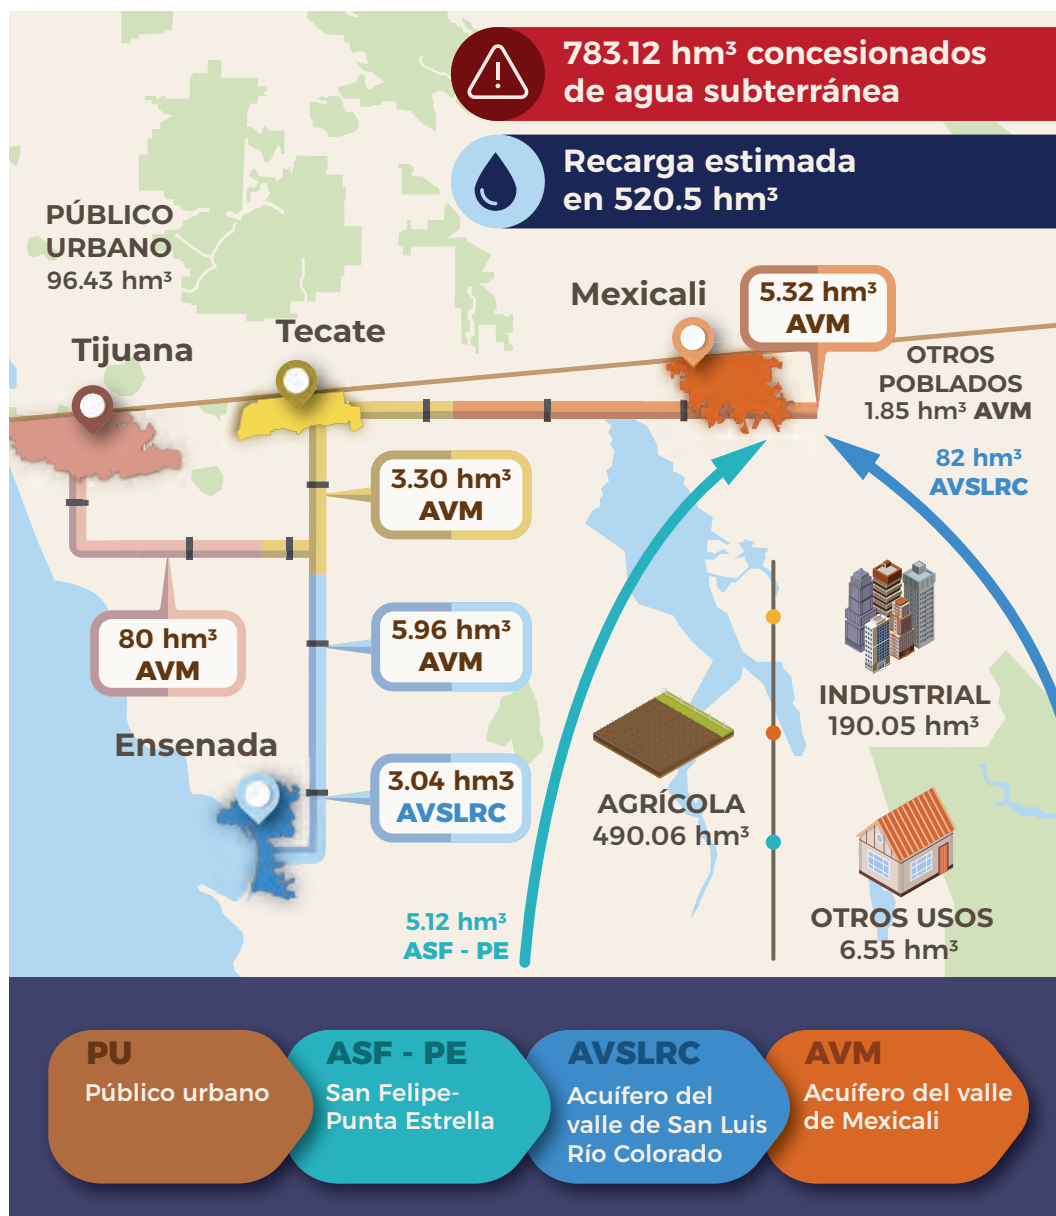 783.12 hm³ concesionados
de agua subterránea
Recarga estimada
en 520.5 hm³
PÚBLICO
URBANO
96.43 hm³
Tijuana
Tecate
Mexicali
5.32 hm³
AVM
OTROS
POBLADOS
1.85 hm³ AVM
82 hm³
AVSLRC
3.30 hm³
AVM
80 hm³
AVM
5.96 hm³
AVM
Ensenada
3.04 hm3
AVSLRC
INDUSTRIAL
190.05 hm³
AGRÍCOLA
490.06 hm³
OTROS USOS
6.55 hm³
5.12 hm³
ASF - PE
PU
Público urbano
ASF - PE
San Felipe-
Punta Estrella
AVSLRC
Acuífero del
valle de San Luis
Río Colorado
AVM
Acuífero del valle
de Mexicali